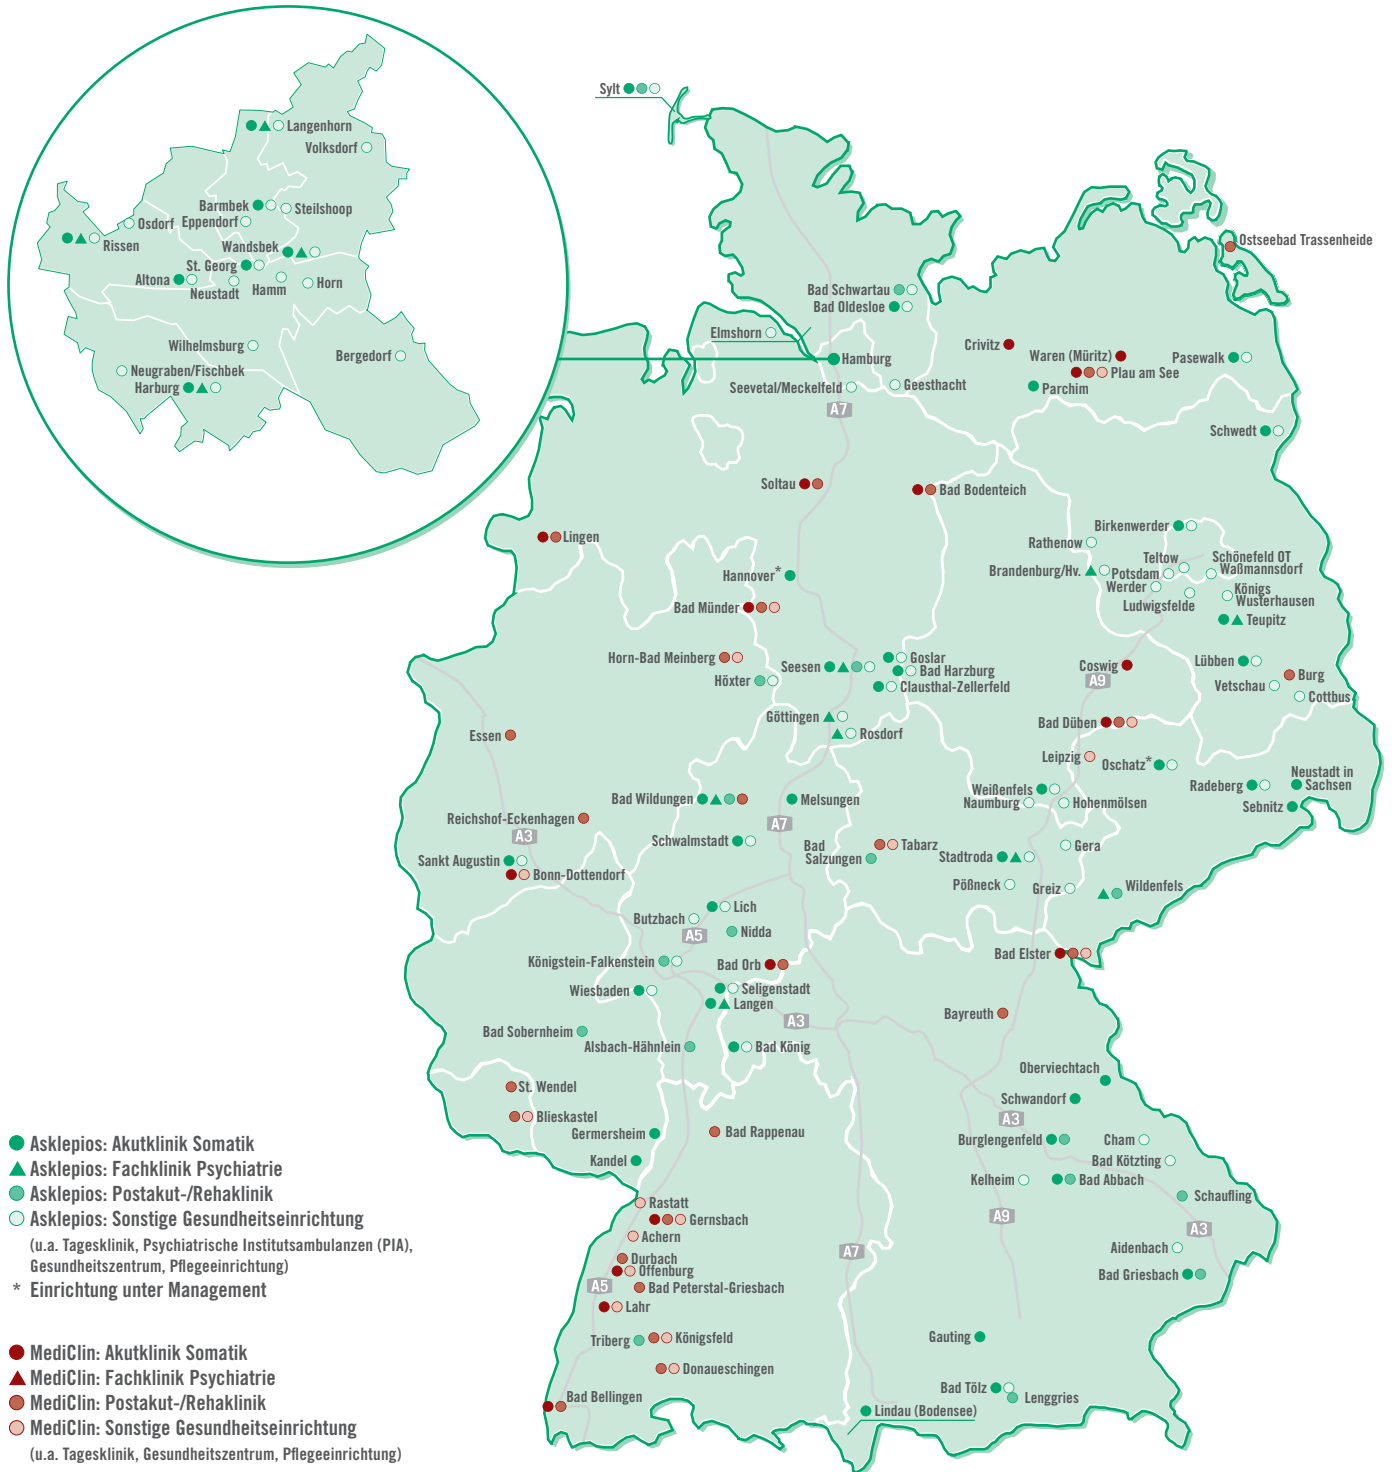 Sylt
Langenhorn
Volksdorf
Barmbek
Steilshoop
Eppendorf
Osdorf
Rissen
Wandsbek
St. Georg
Altona
Neustadt
Hamm
Horn
Wilhelmsburg
Bergedorf
Neugraben/Fischbek
Harburg
Ostseebad Trassenheide
Bad Schwartau
Bad Oldesloe
Elmshorn
Hamburg
Crivitz
Waren (Müritz)
Plau am See
Pasewalk
Parchim
Seevetal/Meckelfeld
Geesthacht
A7
Schwedt
Soltau
Bad Bodenteich
Lingen
Birkenwerder
Rathenow
Hannover*
Brandenburg/Hv.
Teltow
Potsdam
Schönefeld OT
Waßmannsdorf
Werder
Ludwigsfelde
Königs
Wusterhausen
Teupitz
Bad Münder
Horn-Bad Meinberg
Höxter
Seesen
Goslar
Bad Harzburg
Clausthal-Zellerfeld
Coswig
A9
Lübben
Burg
Vetschau
Cottbus
Göttingen
Rosdorf
Bad Düben
Essen
Leipzig
Oschatz*
Weißenfels
Naumburg
Hohenmölsen
Radeberg
Neustadt in
Sachsen
Sebnitz
Bad Wildungen
Melsungen
Reichshof-Eckenhagen
A3
A7
Schwalmstadt
Bad
Salzungen
Tabarz
Stadtroda
Gera
Sankt Augustin
Bonn-Dottendorf
Pößneck
Greiz
Wildenfels
Lich
Butzbach
A5
Nidda
Bad Elster
Königstein-Falkenstein
Bad Orb
Wiesbaden
Seligenstadt
Langen
A3
Bayreuth
Bad Sobernheim
Alsbach-Hähnlein
Bad König
Oberviechtach
St. Wendel
Schwandorf
A3
Blieskastel
Germersheim
Bad Rappenau
Burglengenfeld
Cham
Kandel
Bad Kötzting
Kelheim
Bad Abbach
Schaufling
Rastatt
Gernsbach
A9
A3
Achern
Aidenbach
A7
Durbach
Offenburg
Bad Griesbach
A5
Bad Peterstal-Griesbach
Lahr
Triberg
Königsfeld
Gauting
Donaueschingen
Bad Tölz
Lenggries
Bad Bellingen
Lindau (Bodensee)
Asklepios: Akutklinik Somatik
Asklepios: Fachklinik Psychiatrie
Asklepios: Postakut-/Rehaklinik
Asklepios: Sonstige Gesundheitseinrichtung
(u.a. Tagesklinik, Psychiatrische Institutsambulanzen (PIA),
Gesundheitszentrum, Pflegeeinrichtung)
* Einrichtung unter Management
MediClin: Akutklinik Somatik
MediClin: Fachklinik Psychiatrie
MediClin: Postakut-/Rehaklinik
MediClin: Sonstige Gesundheitseinrichtung
(u.a. Tagesklinik, Gesundheitszentrum, Pflegeeinrichtung)